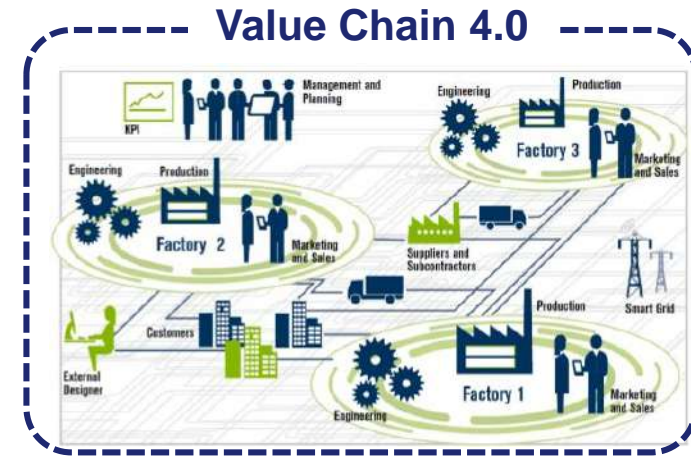 Value Chain 4.0
KPI
Management and
Planning
Engineering
Production
Factory 3
Marketing
and Sales
Engineering
Production
Factory 2
Marketing
and Sales
Suppliers and
Subcontractors
Smart Grid
Customers
External
Designer
Production
Factory 1
Engineering
Marketing
and Sales